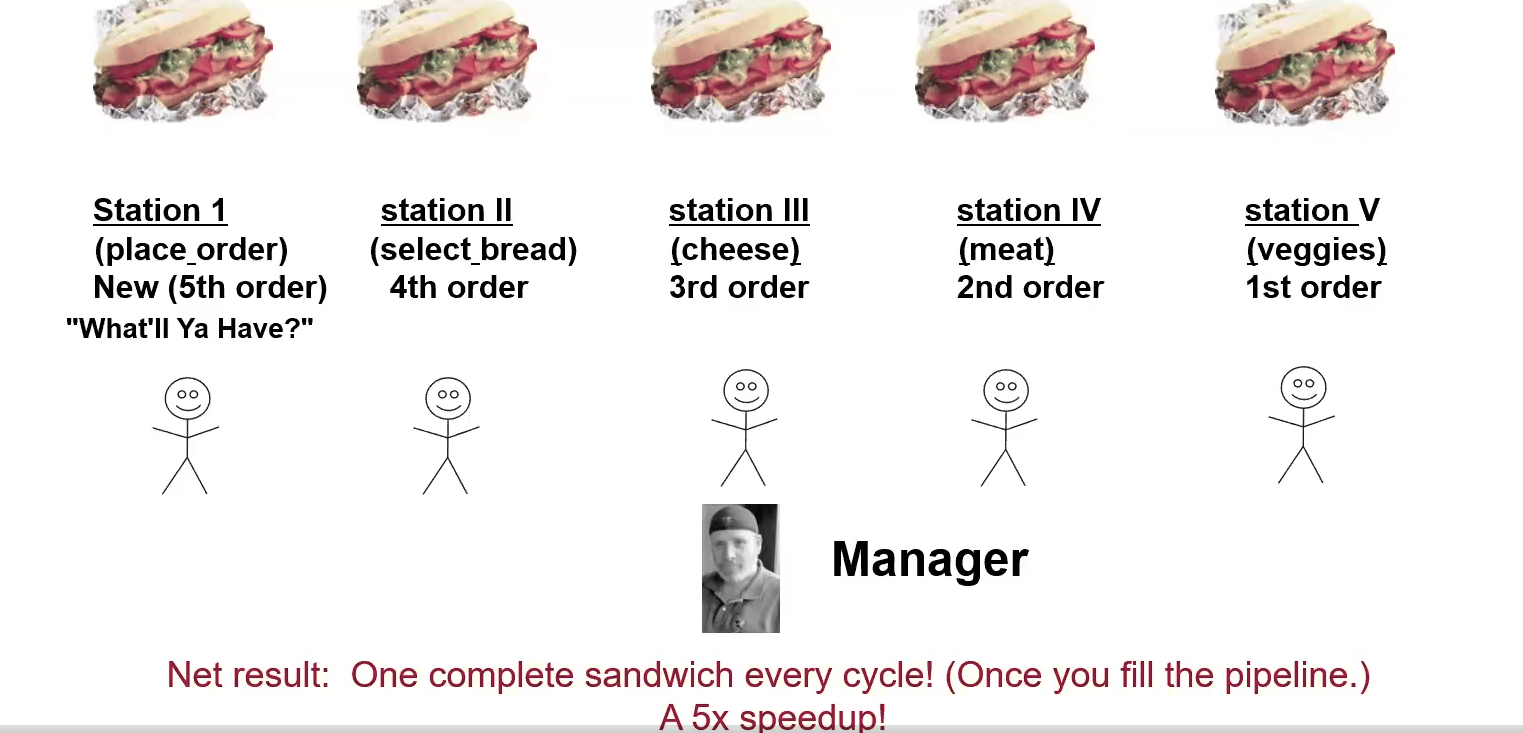 Station 1
(place_order)
New (5th order)
"What'll Ya Have?"
station II
(select_bread)
4th order
station III
(cheese)
3rd order
station IV
(meat)
2nd order
station V
(veggies)
1st order
Manager
Net result: One complete sandwich every cycle! (Once you fill the pipeline.)
A 5x speedup!